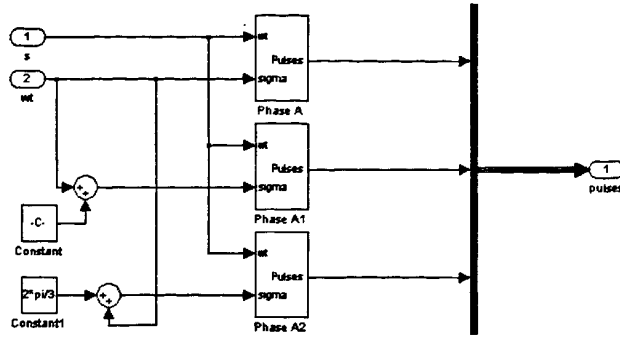 1
s
2
wt
wt
Pulses
sigma
Phase A
wt
Pulses
sigma
Phase A1
++
-C-
Constant
wt
Pulses
sigma
Phase A2
2*pi/3
Constant1
++
1
pulses